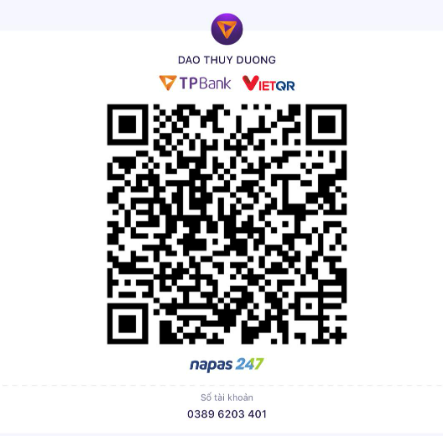 DAO THUY DUONG
TPBank VIETQR
napas 247
Số tài khoản
0389 6203 401